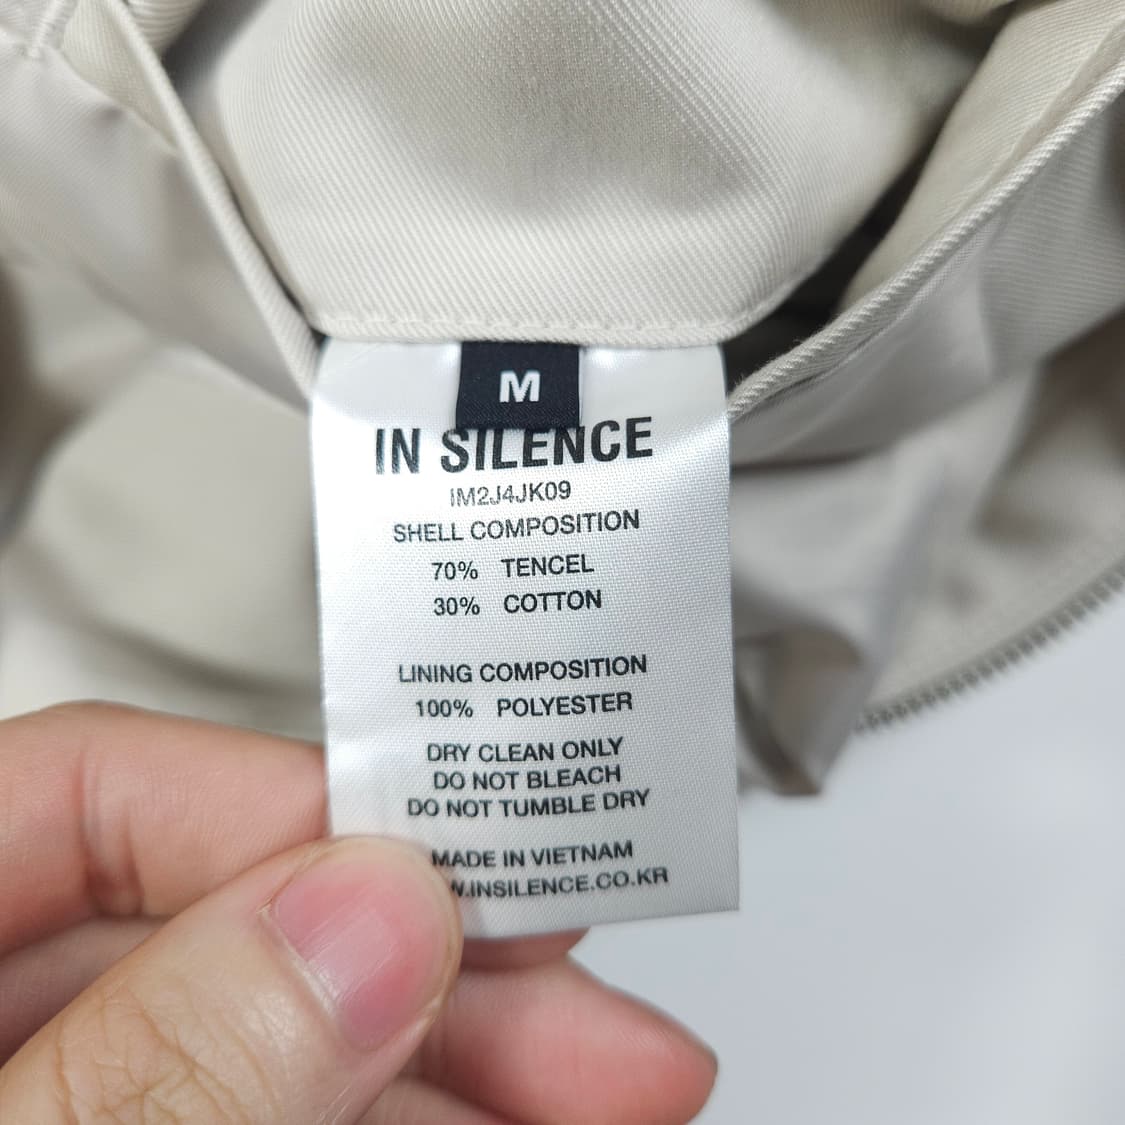 M
IN SILENCE
IM2J4JK09
SHELL COMPOSITION
70% TENCEL
30% COTTON
LINING COMPOSITION
100% POLYESTER
DRY CLEAN ONLY
DO NOT BLEACH
DO NOT TUMBLE DRY
MADE IN VIETNAM
W.INSILENCE.CO.KR